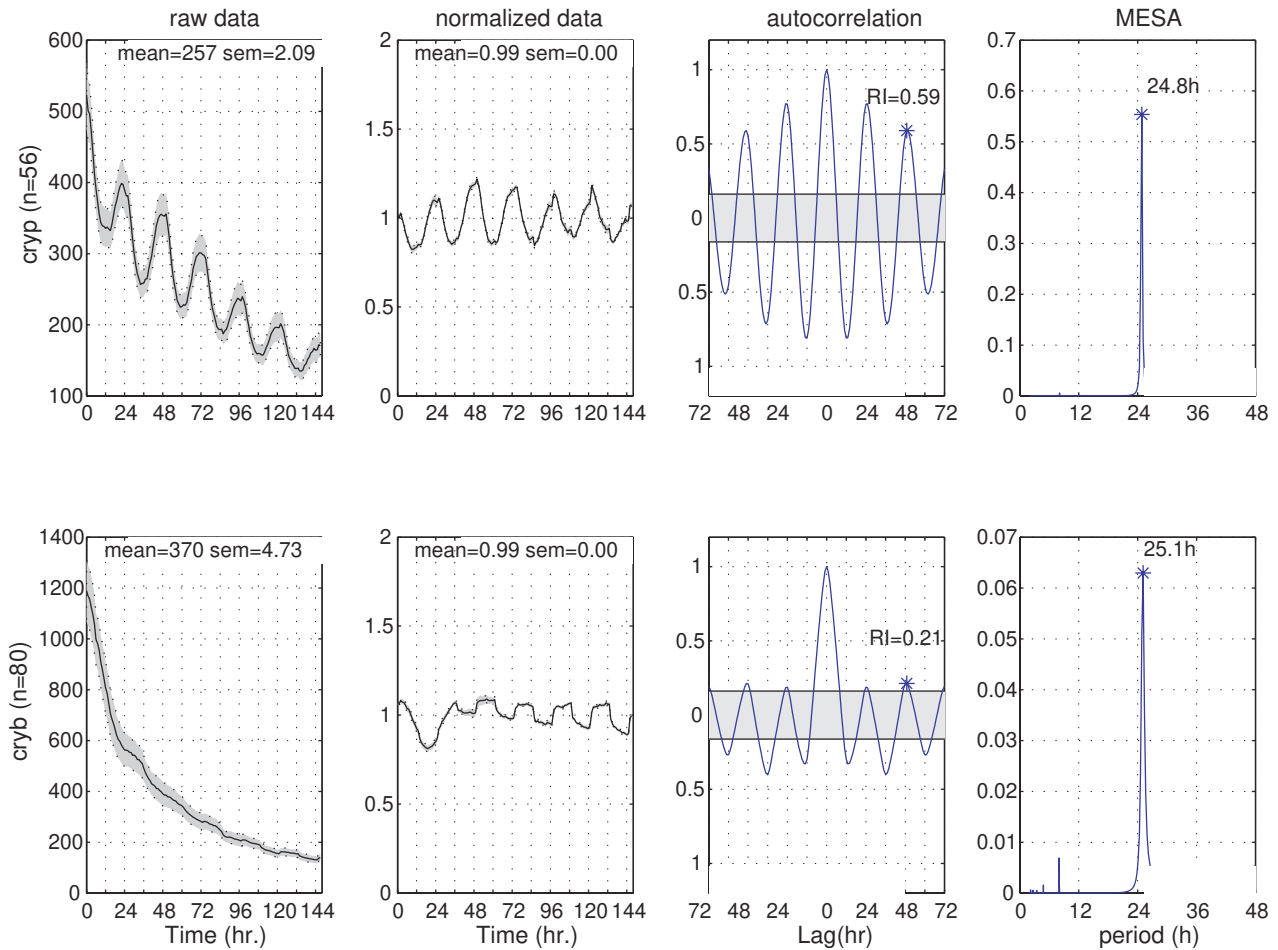 raw data
normalized data
autocorrelation
MESA
cryp (n=56)
600
500
400
300
200
100
mean=257 sem=2.09
0 24 48 72 96 120 144
2
1.5
1
0.5
0
mean=0.99 sem=0.00
0 24 48 72 96 120 144
1
0.5
0
0.5
1
RI=0.59
72 48 24 0 24 48 72
0.7
0.6
0.5
0.4
0.3
0.2
0.1
0
24.8h
0 12 24 36 48
cryb (n=80)
1400
1200
1000
800
600
400
200
0
mean=370 sem=4.73
0 24 48 72 96 120 144
Time (hr.)
2
1.5
1
0.5
0
mean=0.99 sem=0.00
0 24 48 72 96 120 144
Time (hr.)
1
0.5
0
0.5
1
RI=0.21
72 48 24 0 24 48 72
Lag(hr)
0.07
0.06
0.05
0.04
0.03
0.02
0.01
0
25.1h
0 12 24 36 48
period (h)